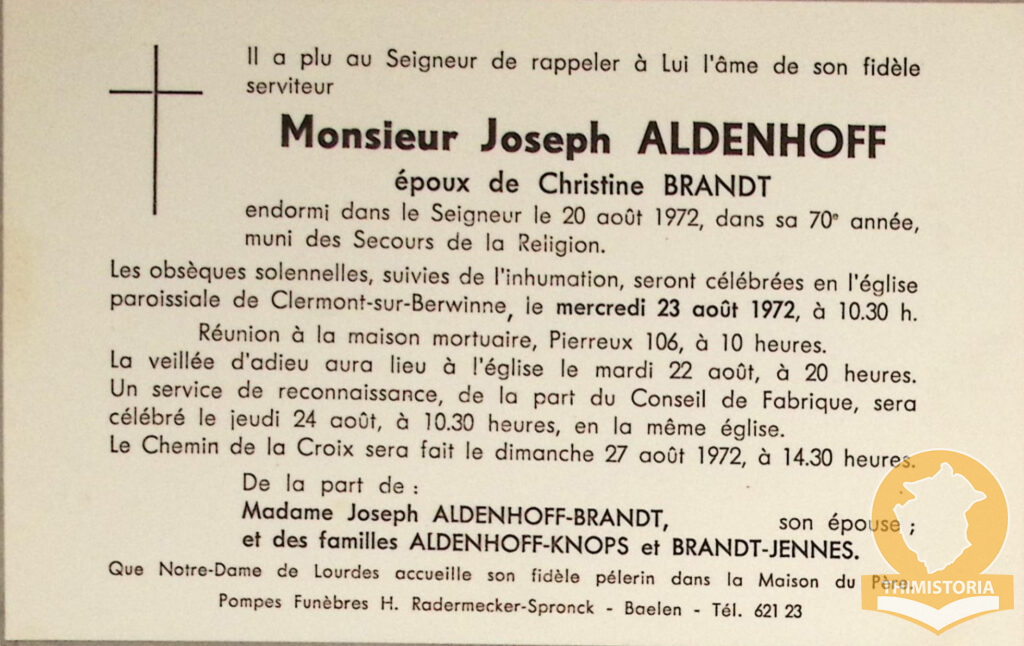 Il a plu au Seigneur de rappeler à Lui l'âme de son fidèle
serviteur
Monsieur Joseph ALDENHOFF
époux de Christine BRANDT
endormi dans le Seigneur le 20 août 1972, dans sa 70e année,
muni des Secours de la Religion.
Les obsèques solennelles, suivies de l'inhumation, seront célébrées en l'église
paroissiale de Clermont-sur-Berwinne, le mercredi 23 août 1972, à 10.30 h.
Réunion à la maison mortuaire, Pierreux 106, à 10 heures.
La veillée d'adieu aura lieu à l'église le mardi 22 août, à 20 heures.
Un service de reconnaissance, de la part du Conseil de Fabrique, sera
célébré le jeudi 24 août, à 10.30 heures, en la même église.
Le Chemin de la Croix sera fait le dimanche 27 août 1972, à 14.30 heures.
De la part de :
Madame Joseph ALDENHOFF-BRANDT, son épouse ;
et des familles ALDENHOFF-KNOPS et BRANDT-JENNES.
Que Notre-Dame de Lourdes accueille son fidèle pélerin dans la Maison du Père.
Pompes Funèbres H. Radermecker-Spronck - Baelen - Tél. 621 23
THIMISTORIA